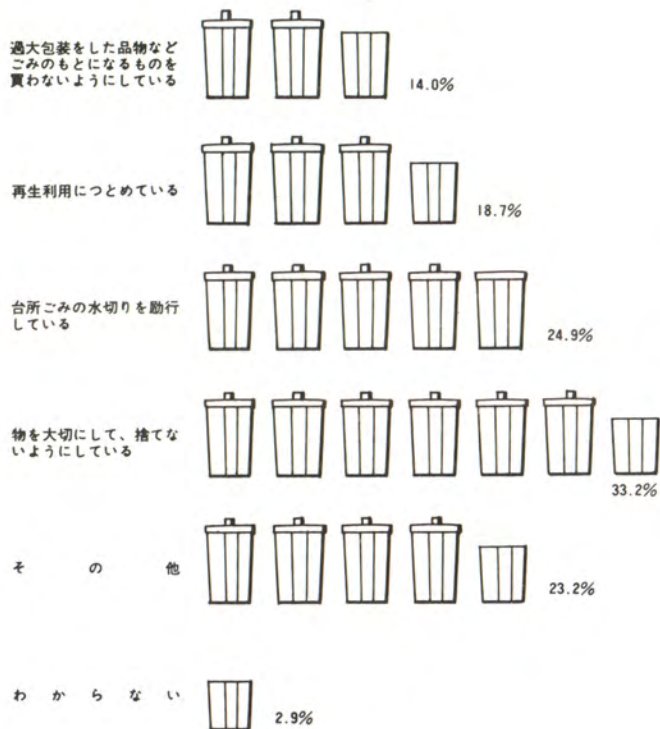 過大包装をした品物など
ごみのもとになるものを
買わないようにしている
14.0%
再生利用につとめている
18.7%
台所ごみの水切りを励行
している
24.9%
物を大切にして、捨てな
いようにしている
33.2%
その他
23.2%
わからない
2.9%